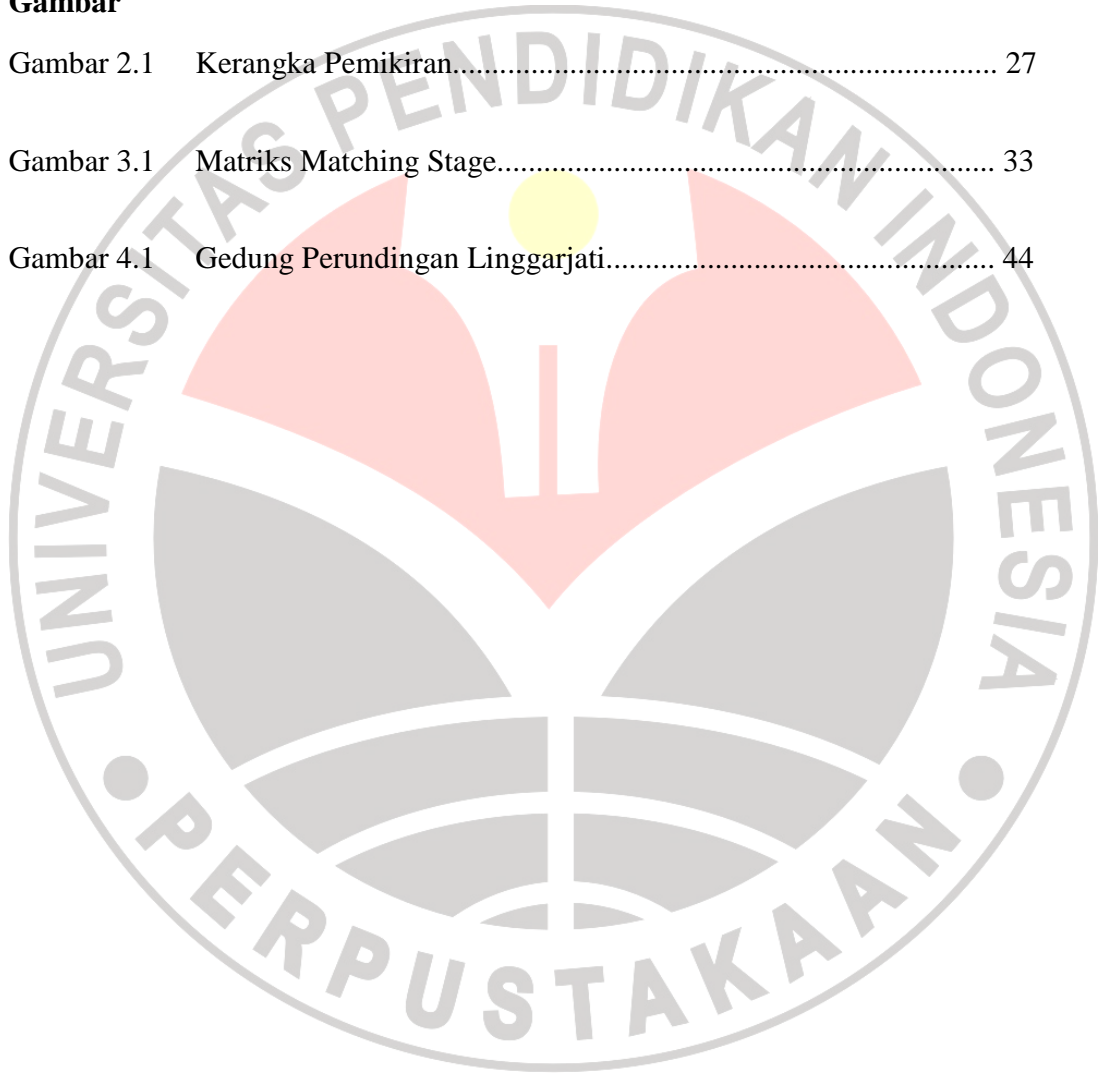 Gambar
Gambar 2.1 Kerangka Pemikiran..................................................................... 27
Gambar 3.1 Matriks Matching Stage............................................................... 33
Gambar 4.1 Gedung Perundingan Linggarjati................................................. 44
UNIVERSITAS PENDIDIKAN INDONESIA
PERPUSTAKAAN